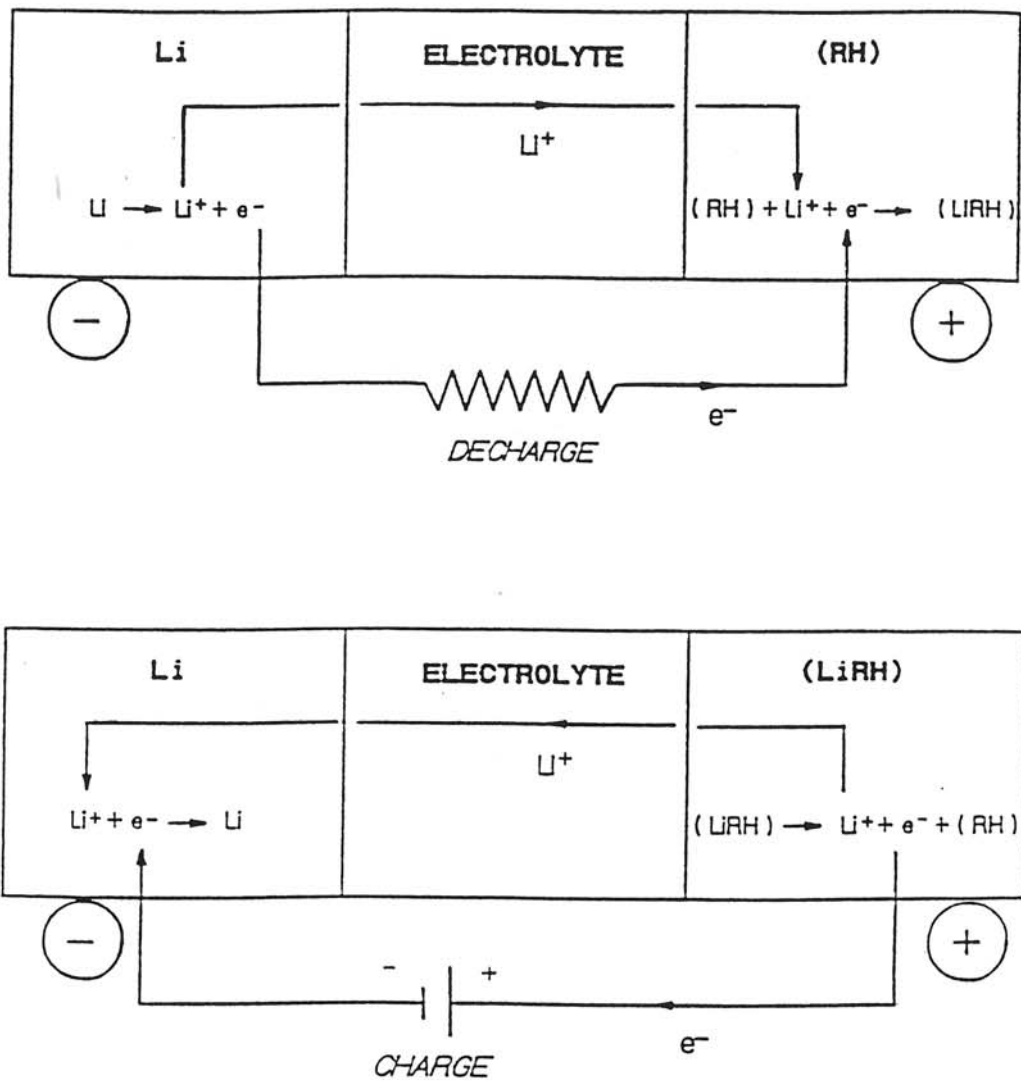 Li ELECTROLYTE (RH)
Li⁺
Li → Li⁺ + e⁻ (RH) + Li⁺ + e⁻ → (LiRH)
− +
e⁻
DECHARGE
Li ELECTROLYTE (LiRH)
Li⁺
Li⁺ + e⁻ → Li (LiRH) → Li⁺ + e⁻ + (RH)
− +
- +
e⁻
CHARGE